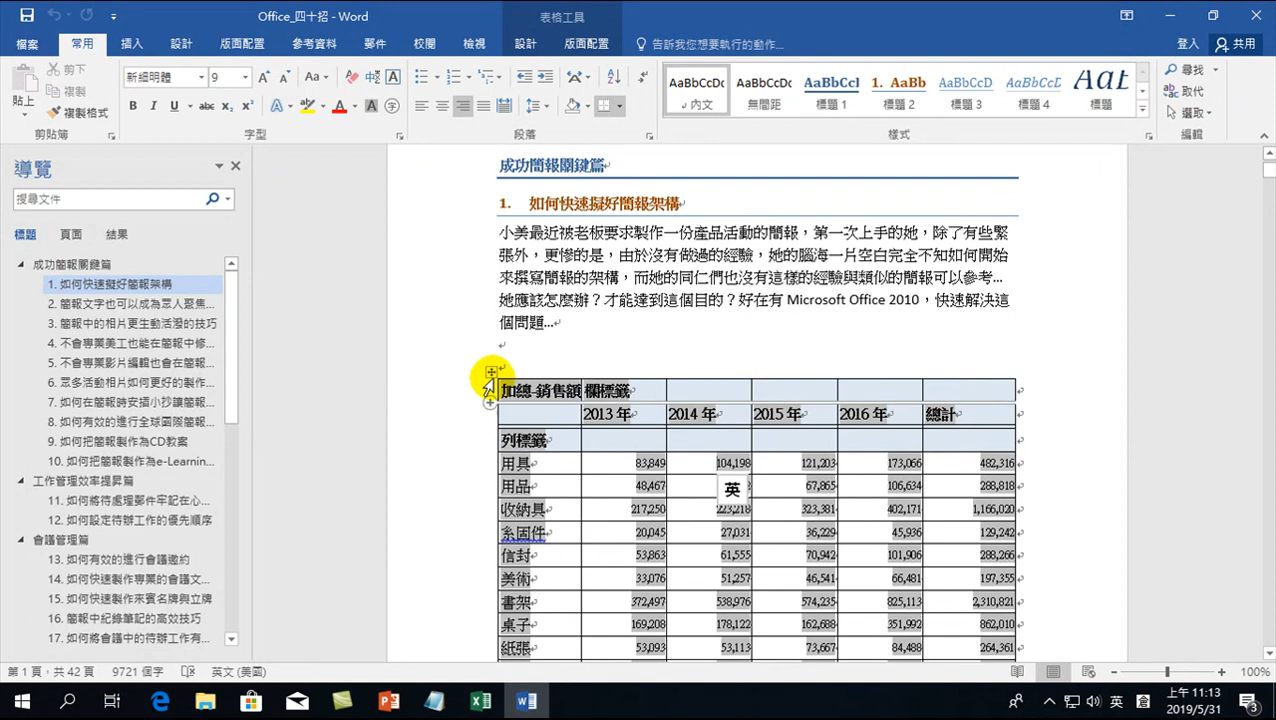 Office_四十招 - Word
表格工具
檔案 常用 插入 設計 版面配置 參考資料 郵件 校閱 檢視 設計 版面配置 告訴我您想要執行的動作... 登入 共用
貼上 剪下 複製 複製格式
新細明體 9
AaBbCcDc AaBbCcDc AaBbCcI 1. AaBb AaBbCcD AaBbCcD AaI
內文 無間距 標題 1 標題 2 標題 3 標題 4 標題
尋找 取代 選取
剪貼簿 字型 段落 樣式 編輯
導覽
搜尋文件
標題 頁面 結果
成功簡報關鍵篇
1. 如何快速擬好簡報架構
2. 簡報文字也可以成為眾人聚焦...
3. 簡報中的相片更生動活潑的技巧
4. 不會專業美工也能在簡報中修...
5. 不會專業影片編輯也會在簡報...
6. 眾多活動相片如何更好的製作...
7. 如何在簡報時安插小抄讓簡報...
8. 如何以簡報進行全球國際簡報...
9. 如何把簡報製作為CD教案
10. 如何把簡報製作為e-Learnin...
工作管理效率提昇篇
11. 如何將待處理郵件牢記在心...
12. 如何設定待辦工作的優先順序
會議管理篇
13. 如何有效的進行會議邀約
14. 如何快速製作專業的會議文...
15. 如何快速製作來賓名牌與立牌
16. 簡報中紀錄筆記的高效技巧
17. 如何將會議中的待辦工作有...
成功簡報關鍵篇
1. 如何快速擬好簡報架構
小美最近被老板要求製作一份產品活動的簡報，第一次上手的她，除了有些緊
張外，更慘的是，由於沒有做過的經驗，她的腦海一片空白完全不知如何開始
來撰寫簡報的架構，而她的同仁們也沒有這樣的經驗與類似的簡報可以參考...
她應該怎麼辦？才能達到這個目的？好在有 Microsoft Office 2010，快速解決這
個問題...
加總-銷售額 欄標籤
2013 年 2014 年 2015 年 2016 年 總計
列標籤
用具 83,849 104,198 121,203 173,066 482,316
用品 48,467 67,865 106,634 288,818
收納具 217,250 223,218 323,381 402,171 1,166,020
糸固件 20,045 27,031 36,229 45,936 129,242
信封 53,863 61,555 70,942 101,906 288,266
美術 33,076 51,257 46,541 66,481 197,355
書架 372,497 538,976 574,235 825,113 2,310,821
桌子 169,208 178,122 162,688 351,992 862,010
紙張 53,093 53,113 73,667 84,488 264,361
英
第 1 頁，共 42 頁 9721 個字 英文 (美國) 100%
英 倉 上午 11:13
2019/5/31
3